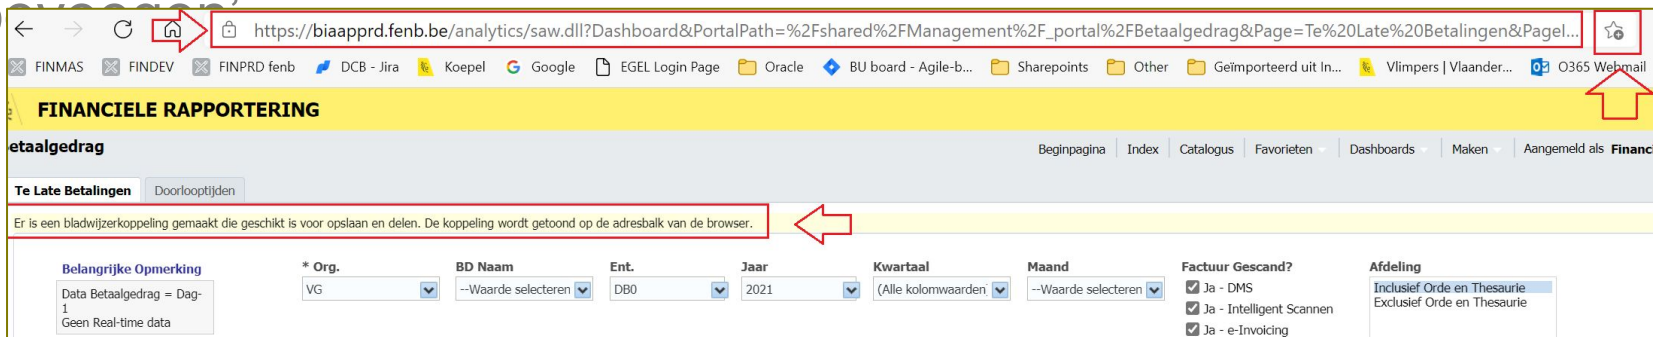 https://biaapprd.fenb.be/analytics/saw.dll?Dashboard&PortalPath=%2Fshared%2FManagement%2F_portal%2FBetaalgedrag&Page=Te%20Late%20Betalingen&Pagel...
FINMAS FINDEV FINPRD fenb DCB - Jira Koepel Google EGEL Login Page Oracle BU board - Agile-b... Sharepoints Other Geïmporteerd uit In... Vlimpers | Vlaander... O365 Webmail
FINANCIELE RAPPORTERING
etaalgedrag Beginpagina Index Catalogus Favorieten Dashboards Maken Aangemeld als Financi
Te Late Betalingen Doorlooptijden
Er is een bladwijzerkoppeling gemaakt die geschikt is voor opslaan en delen. De koppeling wordt getoond op de adresbalk van de browser.
Belangrijke Opmerking * Org. BD Naam Ent. Jaar Kwartaal Maand Factuur Gescand? Afdeling
Data Betaalgedrag = Dag-
1
Geen Real-time data
VG --Waarde selecteren DB0 2021 (Alle kolomwaarden --Waarde selecteren
Ja - DMS
Ja - Intelligent Scannen
Ja - e-Invoicing
Inclusief Orde en Thesaurie
Exclusief Orde en Thesaurie